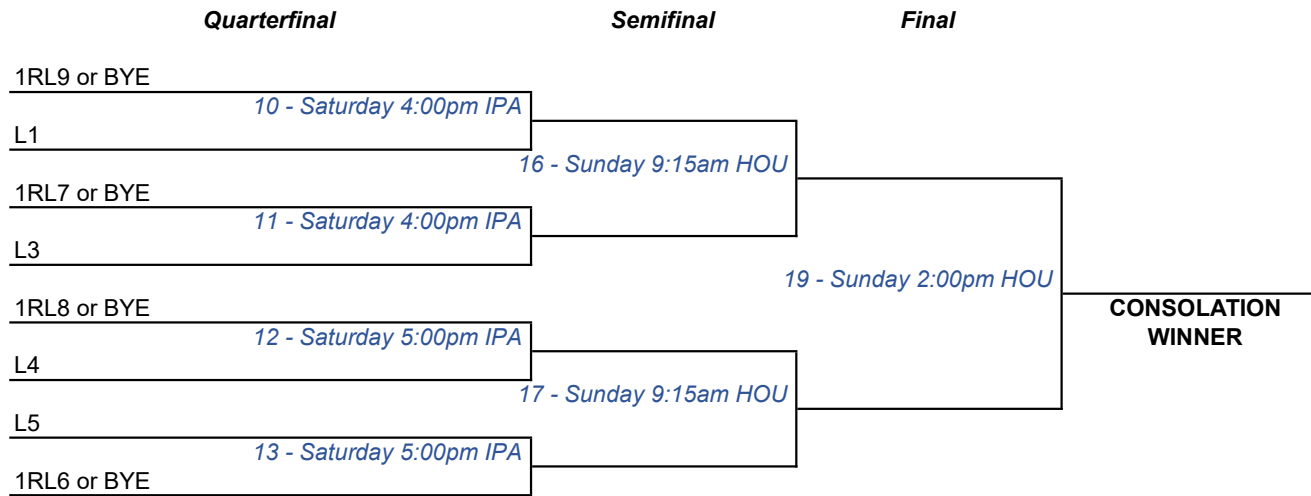 Quarterfinal Semifinal Final
1RL9 or BYE
10 - Saturday 4:00pm IPA
L1
16 - Sunday 9:15am HOU
1RL7 or BYE
11 - Saturday 4:00pm IPA
L3
19 - Sunday 2:00pm HOU
1RL8 or BYE
CONSOLATION
WINNER
12 - Saturday 5:00pm IPA
L4
17 - Sunday 9:15am HOU
L5
13 - Saturday 5:00pm IPA
1RL6 or BYE